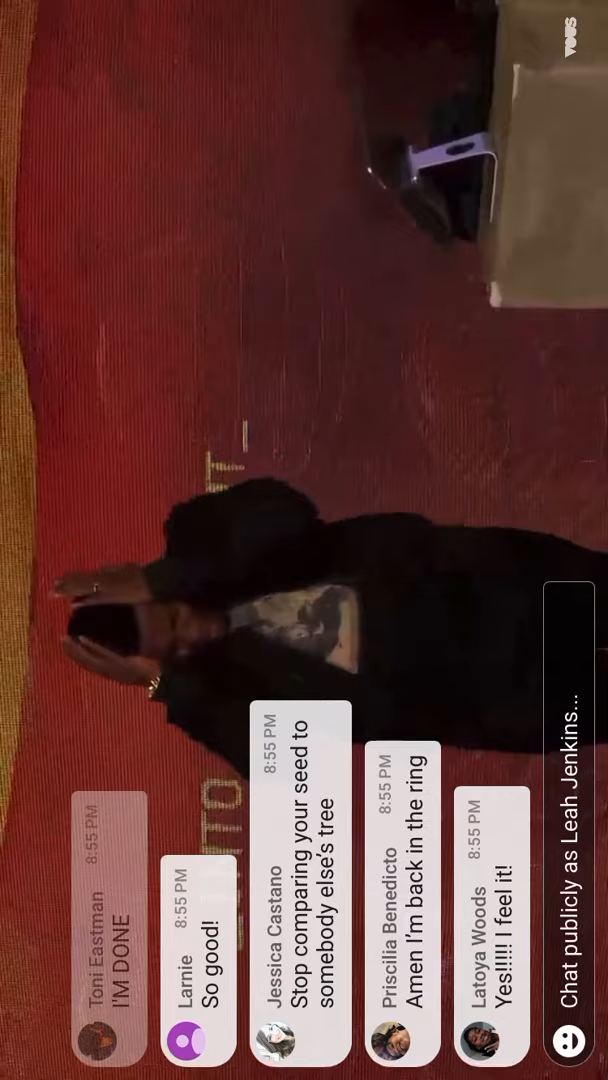 VOUS
Toni Eastman 8:55 PM
I'M DONE
Larnie 8:55 PM
So good!
Jessica Castano 8:55 PM
Stop comparing your seed to
somebody else's tree
Priscilia Benedicto 8:55 PM
Amen I'm back in the ring
Latoya Woods 8:55 PM
Yes!!!!! I feel it!
Chat publicly as Leah Jenkins...